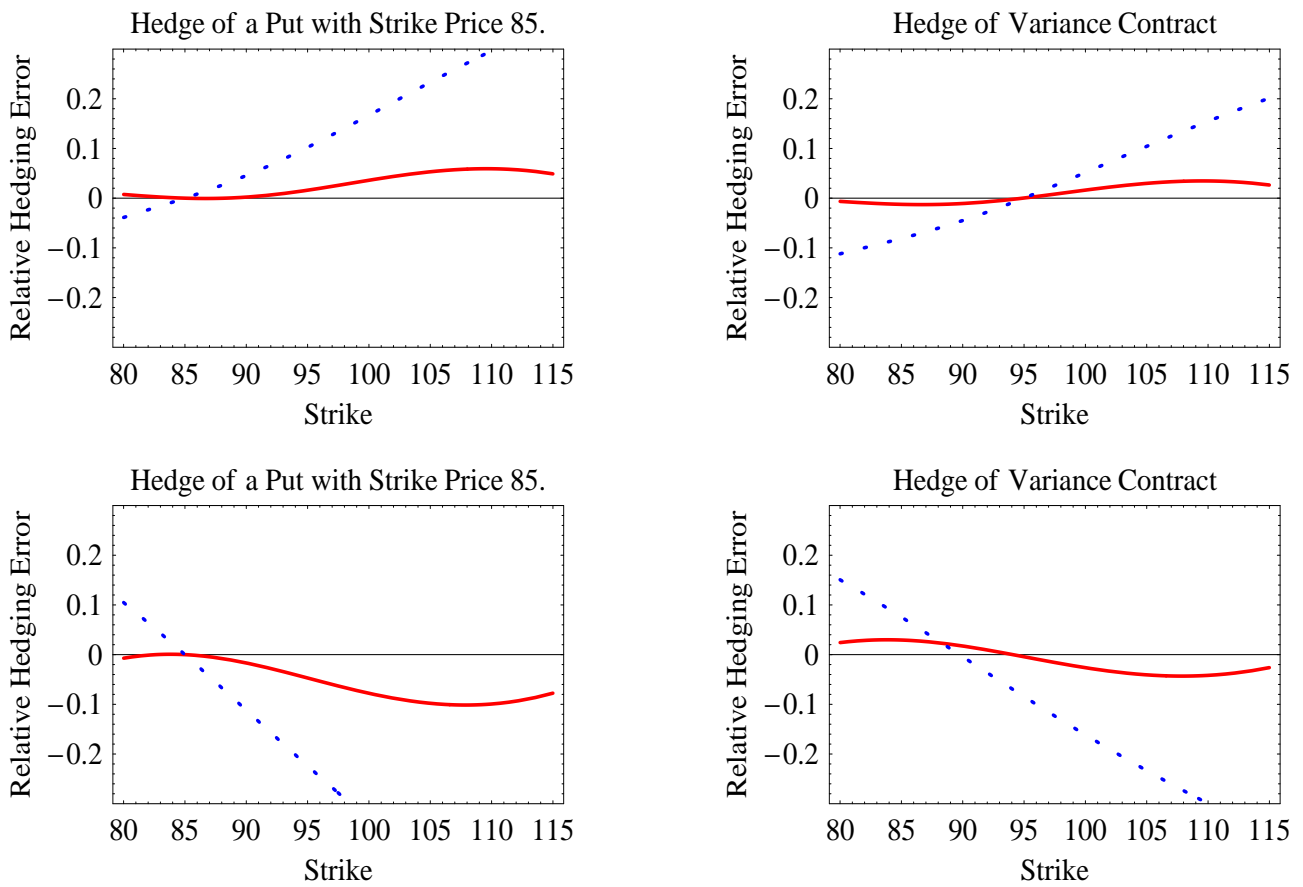 Hedge of a Put with Strike Price 85.
Relative Hedging Error
0.2
0.1
0
−0.1
−0.2
80 85 90 95 100 105 110 115
Strike
Hedge of Variance Contract
Relative Hedging Error
0.2
0.1
0
−0.1
−0.2
80 85 90 95 100 105 110 115
Strike
Hedge of a Put with Strike Price 85.
Relative Hedging Error
0.2
0.1
0
−0.1
−0.2
80 85 90 95 100 105 110 115
Strike
Hedge of Variance Contract
Relative Hedging Error
0.2
0.1
0
−0.1
−0.2
80 85 90 95 100 105 110 115
Strike